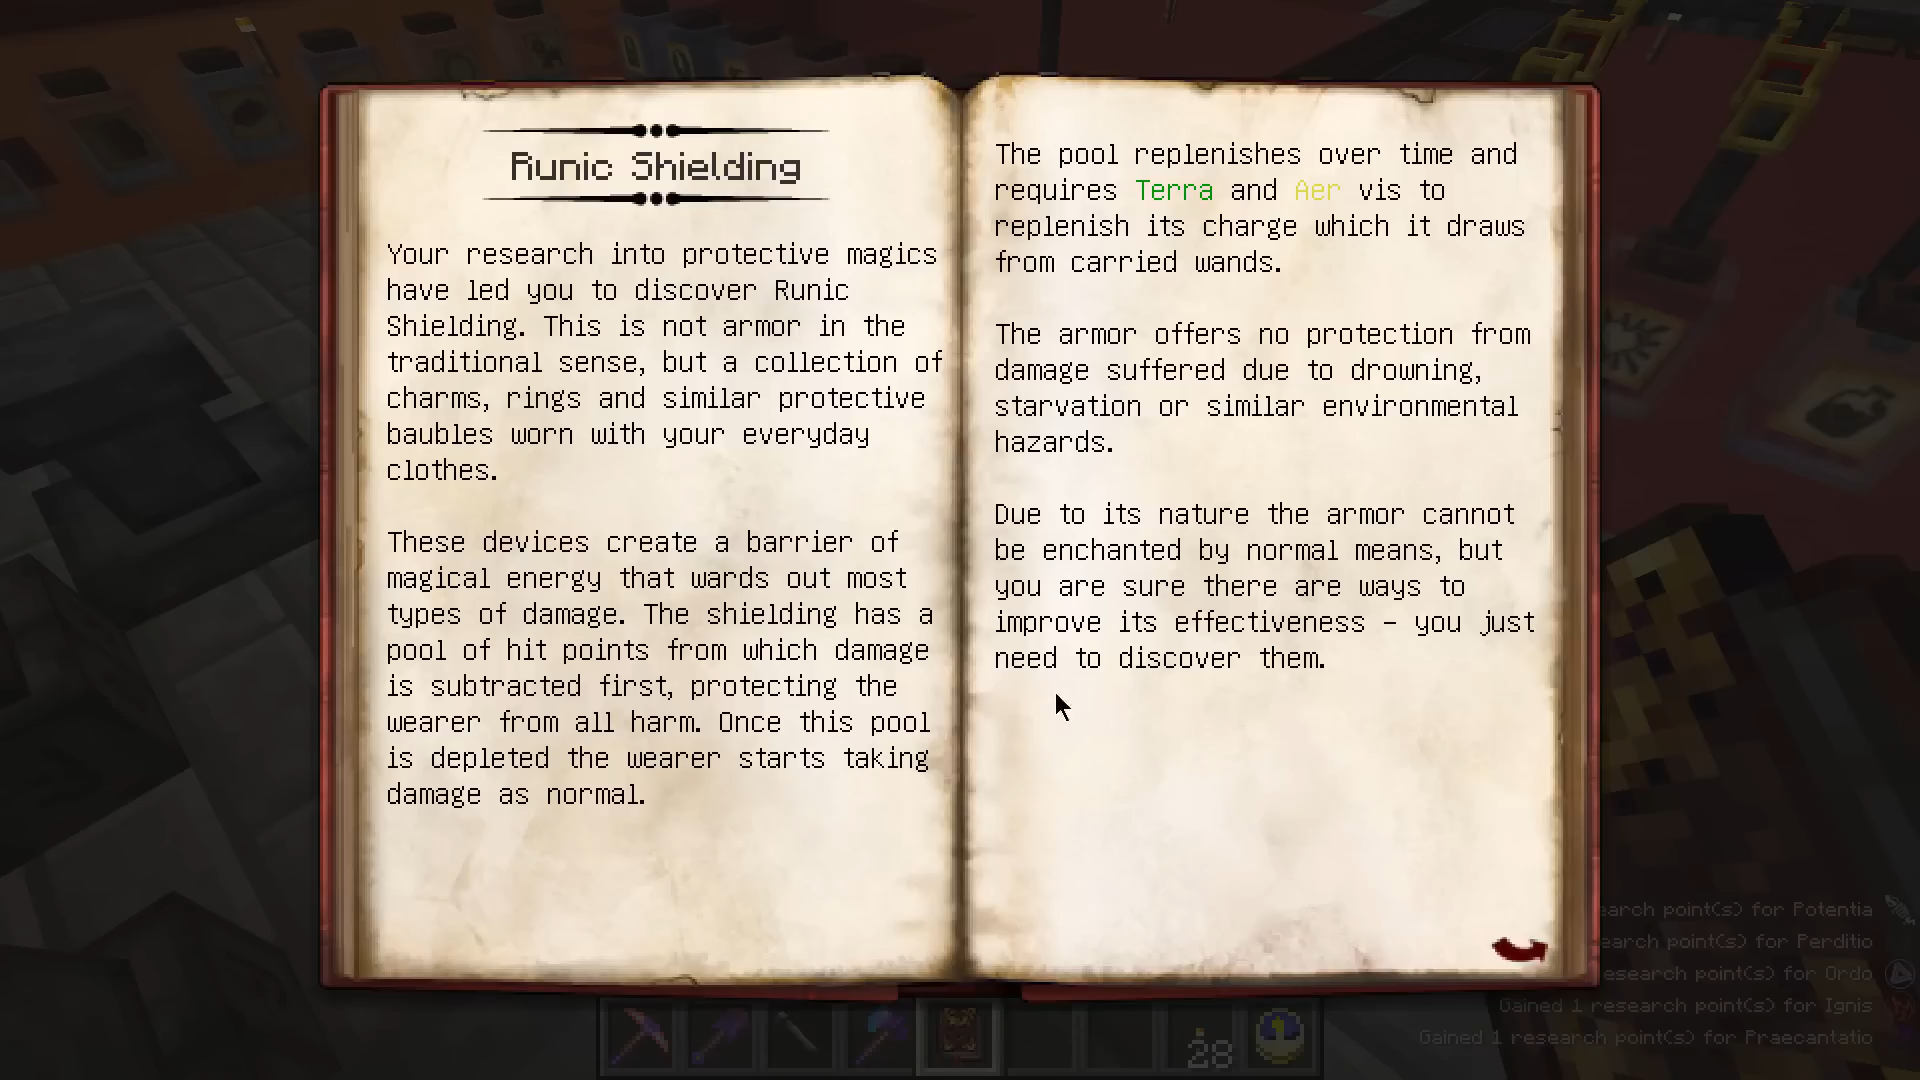 Runic Shielding
Your research into protective magics
have led you to discover Runic
Shielding. This is not armor in the
traditional sense, but a collection of
charms, rings and similar protective
baubles worn with your everyday
clothes.
These devices create a barrier of
magical energy that wards out most
types of damage. The shielding has a
pool of hit points from which damage
is subtracted first, protecting the
wearer from all harm. Once this pool
is depleted the wearer starts taking
damage as normal.
The pool replenishes over time and
requires Terra and Aer vis to
replenish its charge which it draws
from carried wands.
The armor offers no protection from
damage suffered due to drowning,
starvation or similar environmental
hazards.
Due to its nature the armor cannot
be enchanted by normal means, but
you are sure there are ways to
improve its effectiveness - you just
need to discover them.
earch point(s) for Potentia
earch point(s) for Perditio
esearch point(s) for Ordo
Gained 1 research point(s) for Ignis
Gained 1 research point(s) for Praecantatio
28
1